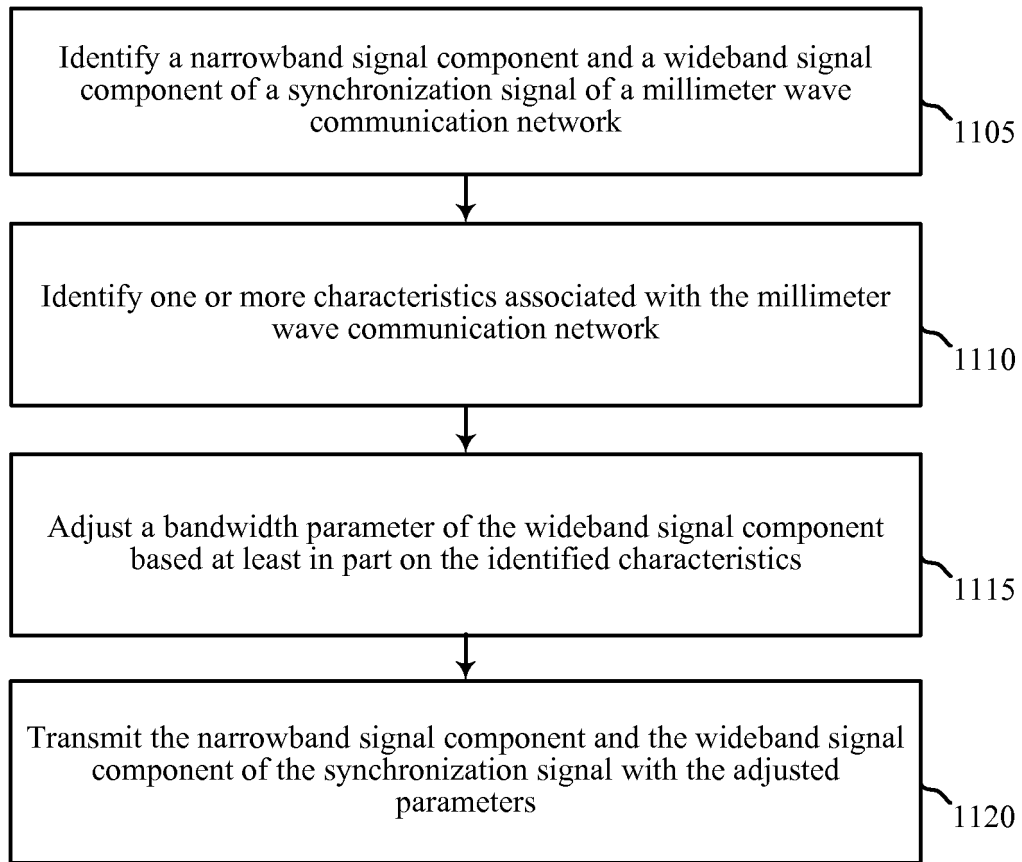 Identify a narrowband signal component and a wideband signal
component of a synchronization signal of a millimeter wave
communication network
1105
Identify one or more characteristics associated with the millimeter
wave communication network
1110
Adjust a bandwidth parameter of the wideband signal component
based at least in part on the identified characteristics
1115
Transmit the narrowband signal component and the wideband signal
component of the synchronization signal with the adjusted
parameters
1120